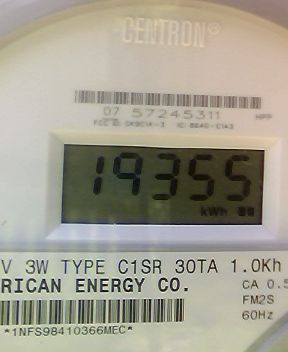 CENTRON®
07 57245311 HPP
19355
kWh
V 3W TYPE C1SR 30TA 1.0Kh
RICAN ENERGY CO. CA 0.5
FM2S
60Hz
*1NFS98410366MEC*